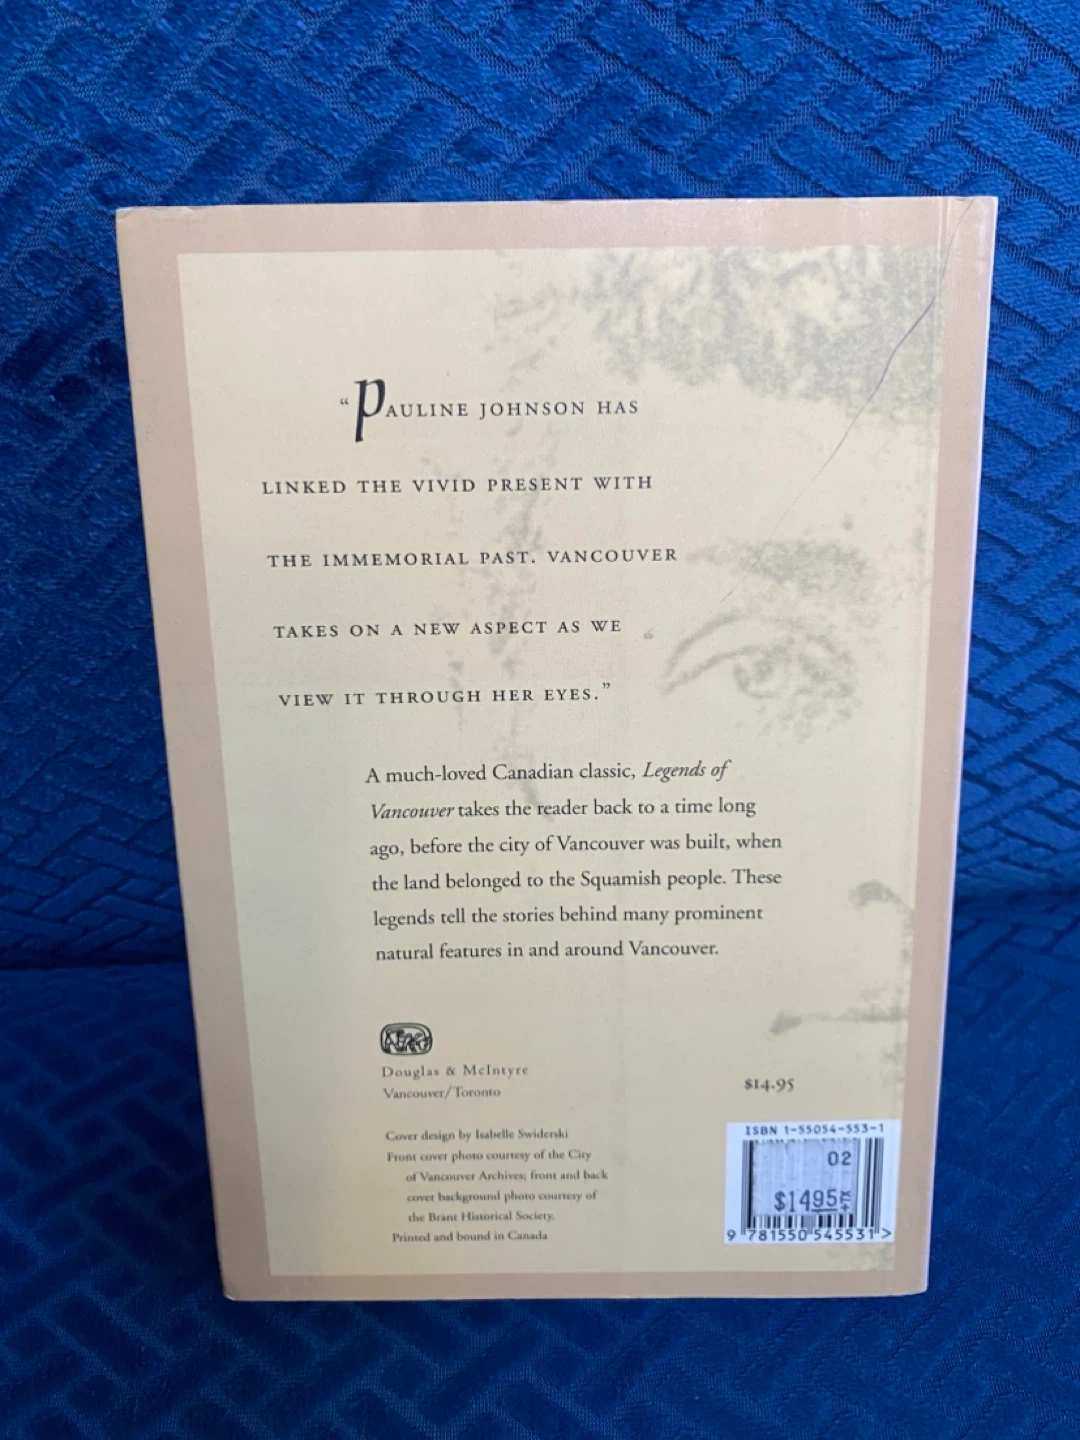 “PAULINE JOHNSON HAS
LINKED THE VIVID PRESENT WITH
THE IMMEMORIAL PAST. VANCOUVER
TAKES ON A NEW ASPECT AS WE
VIEW IT THROUGH HER EYES.”
A much-loved Canadian classic, Legends of
Vancouver takes the reader back to a time long
ago, before the city of Vancouver was built, when
the land belonged to the Squamish people. These
legends tell the stories behind many prominent
natural features in and around Vancouver.
Douglas & McIntyre
Vancouver/Toronto
$14.95
Cover design by Isabelle Swiderski
Front cover photo courtesy of the City
of Vancouver Archives; front and back
cover background photo courtesy of
the Brant Historical Society.
Printed and bound in Canada
ISBN 1-55054-553-1
02
$1495
9 781550 545531 >